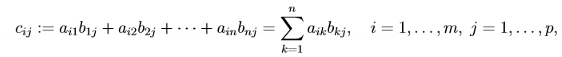 $c_{ij} := a_{i1}b_{1j} + a_{i2}b_{2j} + \cdots + a_{in}b_{nj} = \sum_{k=1}^{n} a_{ik}b_{kj}, \quad i = 1, \ldots, m, \; j = 1, \ldots, p,$